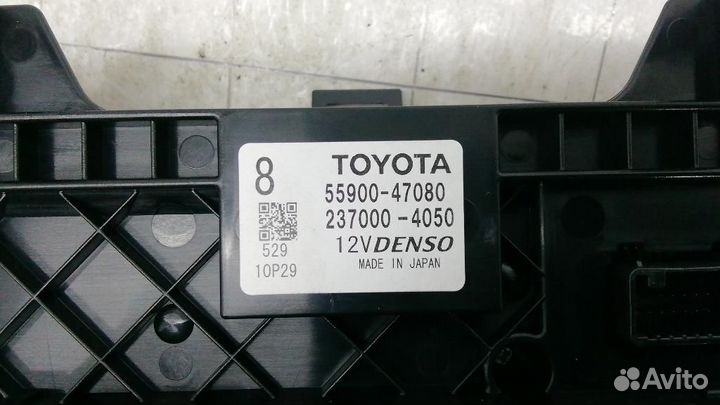 8 TOYOTA
55900-47080
237000-4050
12V DENSO
529
10P29
MADE IN JAPAN
Avito